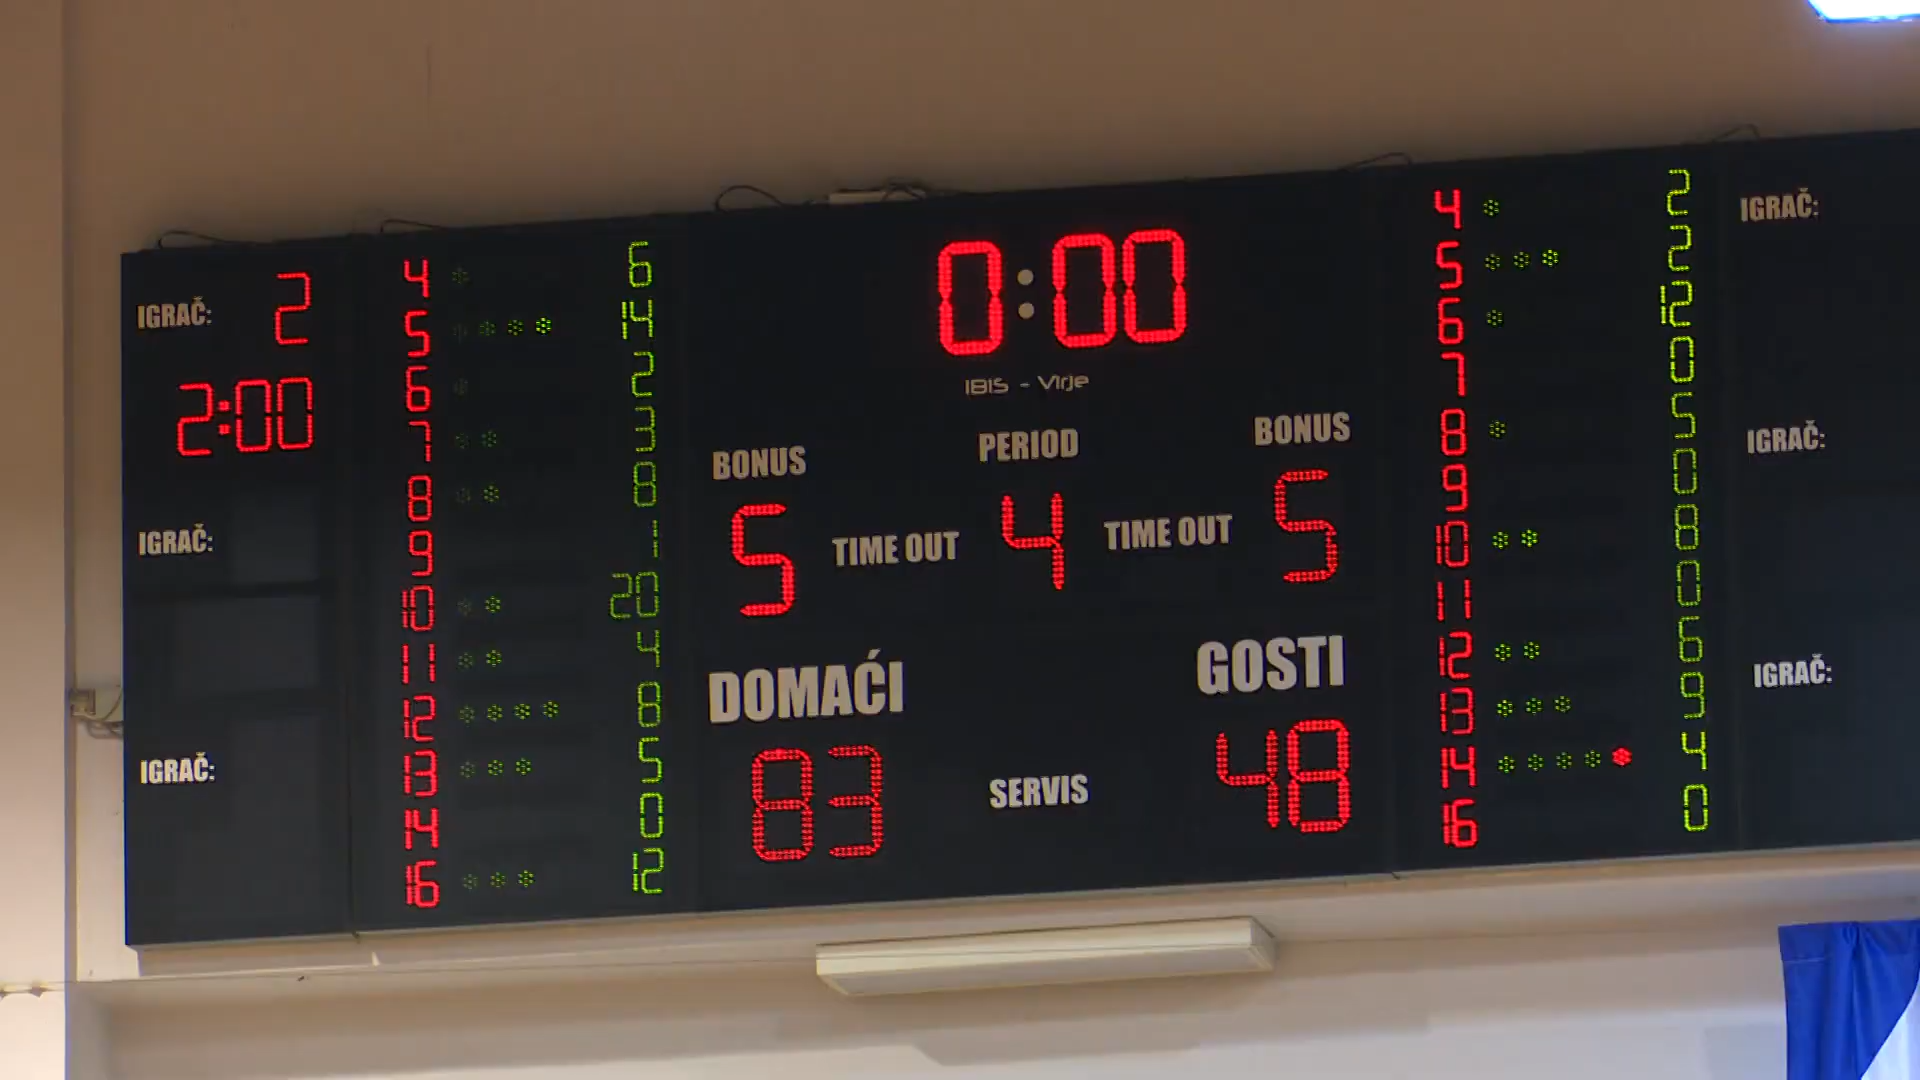 IGRAČ: 2
2:00
IGRAČ:
IGRAČ:
4 6
5 14
6 2
7 3
8 8
9 1
10 20
11 4
12 8
13 5
14 0
16 12
0:00
IBIS - Virje
BONUS PERIOD BONUS
5 TIME OUT 4 TIME OUT 5
DOMAĆI GOSTI
83 SERVIS 48
4 2
5 2
6 12
7 0
8 5
9 0
10 8
11 0
12 6
13 9
14 4
16 0
IGRAČ:
IGRAČ:
IGRAČ: